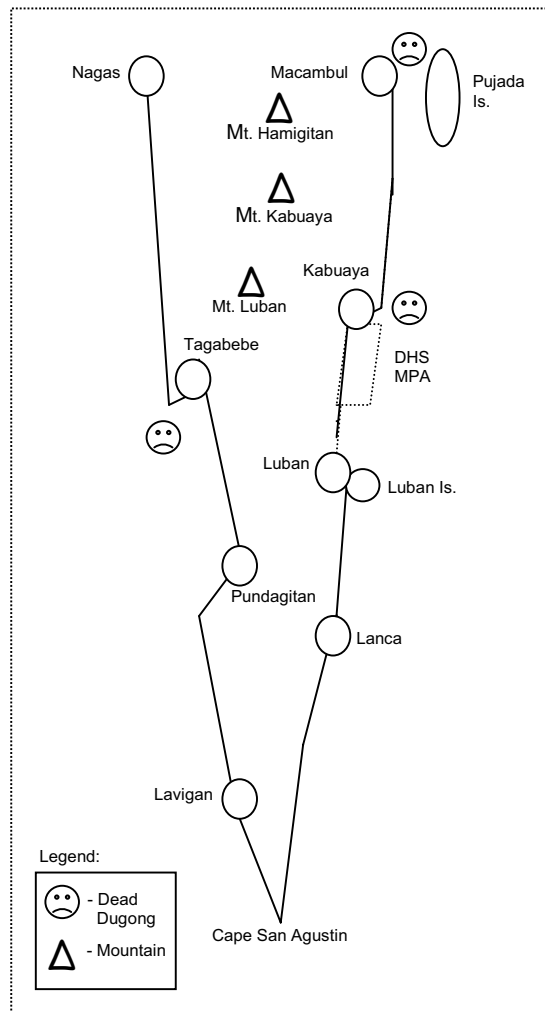 Nagas
Macambul
Pujada
Is.
Mt. Hamigitan
Mt. Kabuaya
Kabuaya
Mt. Luban
Tagabebe
DHS
MPA
Luban
Luban Is.
Pundagitan
Lanca
Lavigan
Legend:
- Dead
Dugong
- Mountain
Cape San Agustin